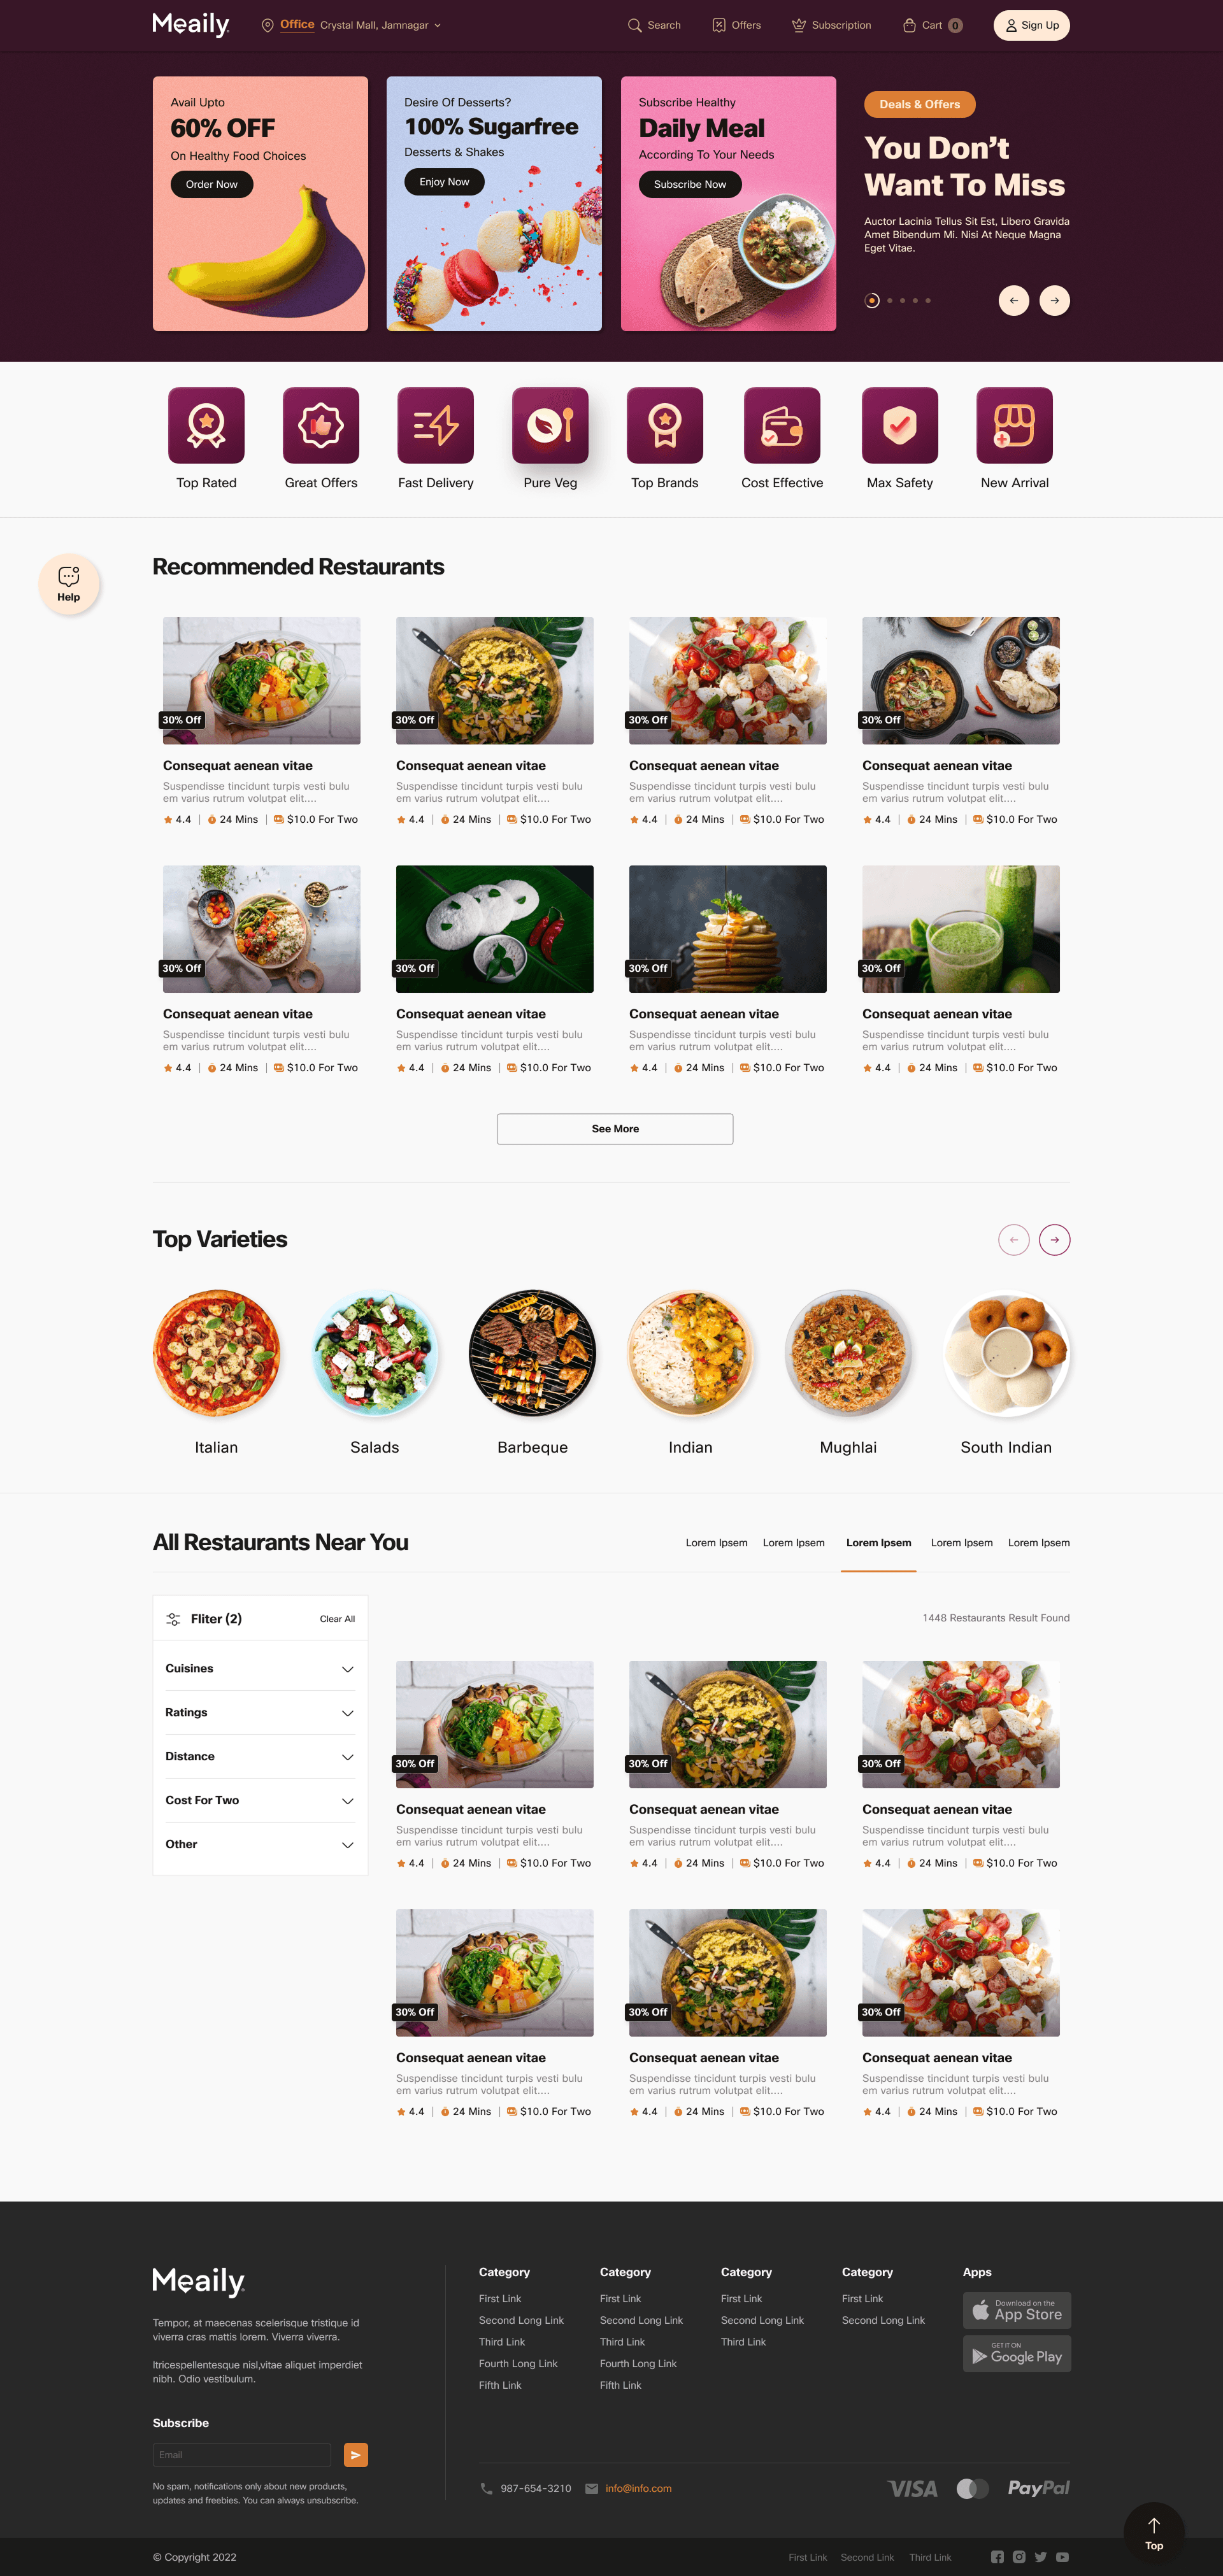 Meaily
Office Crystal Mall, Jamnagar
Search
Offers
Subscription
Cart 0
Sign Up
Avail Upto
60% OFF
On Healthy Food Choices
Order Now
Desire Of Desserts?
100% Sugarfree
Desserts & Shakes
Enjoy Now
Subscribe Healthy
Daily Meal
According To Your Needs
Subscribe Now
Deals & Offers
You Don't
Want To Miss
Auctor Lacinia Tellus Sit Est, Libero Gravida
Amet Bibendum Mi. Nisi At Neque Magna
Eget Vitae.
Top Rated
Great Offers
Fast Delivery
Pure Veg
Top Brands
Cost Effective
Max Safety
New Arrival
Help
Recommended Restaurants
30% Off
Consequat aenean vitae
Suspendisse tincidunt turpis vesti bulu
em varius rutrum volutpat elit....
4.4 | 24 Mins | $10.0 For Two
30% Off
Consequat aenean vitae
Suspendisse tincidunt turpis vesti bulu
em varius rutrum volutpat elit....
4.4 | 24 Mins | $10.0 For Two
30% Off
Consequat aenean vitae
Suspendisse tincidunt turpis vesti bulu
em varius rutrum volutpat elit....
4.4 | 24 Mins | $10.0 For Two
30% Off
Consequat aenean vitae
Suspendisse tincidunt turpis vesti bulu
em varius rutrum volutpat elit....
4.4 | 24 Mins | $10.0 For Two
30% Off
Consequat aenean vitae
Suspendisse tincidunt turpis vesti bulu
em varius rutrum volutpat elit....
4.4 | 24 Mins | $10.0 For Two
30% Off
Consequat aenean vitae
Suspendisse tincidunt turpis vesti bulu
em varius rutrum volutpat elit....
4.4 | 24 Mins | $10.0 For Two
30% Off
Consequat aenean vitae
Suspendisse tincidunt turpis vesti bulu
em varius rutrum volutpat elit....
4.4 | 24 Mins | $10.0 For Two
30% Off
Consequat aenean vitae
Suspendisse tincidunt turpis vesti bulu
em varius rutrum volutpat elit....
4.4 | 24 Mins | $10.0 For Two
See More
Top Varieties
Italian
Salads
Barbeque
Indian
Mughlai
South Indian
All Restaurants Near You
Lorem Ipsem
Lorem Ipsem
Lorem Ipsem
Lorem Ipsem
Lorem Ipsem
Fliter (2)
Clear All
Cuisines
Ratings
Distance
Cost For Two
Other
1448 Restaurants Result Found
30% Off
Consequat aenean vitae
Suspendisse tincidunt turpis vesti bulu
em varius rutrum volutpat elit....
4.4 | 24 Mins | $10.0 For Two
30% Off
Consequat aenean vitae
Suspendisse tincidunt turpis vesti bulu
em varius rutrum volutpat elit....
4.4 | 24 Mins | $10.0 For Two
30% Off
Consequat aenean vitae
Suspendisse tincidunt turpis vesti bulu
em varius rutrum volutpat elit....
4.4 | 24 Mins | $10.0 For Two
30% Off
Consequat aenean vitae
Suspendisse tincidunt turpis vesti bulu
em varius rutrum volutpat elit....
4.4 | 24 Mins | $10.0 For Two
30% Off
Consequat aenean vitae
Suspendisse tincidunt turpis vesti bulu
em varius rutrum volutpat elit....
4.4 | 24 Mins | $10.0 For Two
30% Off
Consequat aenean vitae
Suspendisse tincidunt turpis vesti bulu
em varius rutrum volutpat elit....
4.4 | 24 Mins | $10.0 For Two
Meaily
Tempor, at maecenas scelerisque tristique id
viverra cras mattis lorem. Viverra viverra.
Itricespellentesque nisl,vitae aliquet imperdiet
nibh. Odio vestibulum.
Subscribe
Email
No spam, notifications only about new products,
updates and freebies. You can always unsubscribe.
Category
First Link
Second Long Link
Third Link
Fourth Long Link
Fifth Link
Category
First Link
Second Long Link
Third Link
Fourth Long Link
Fifth Link
Category
First Link
Second Long Link
Third Link
Category
First Link
Second Long Link
Apps
Download on the
App Store
GET IT ON
Google Play
987-654-3210
info@info.com
VISA
PayPal
Top
© Copyright 2022
First Link
Second Link
Third Link